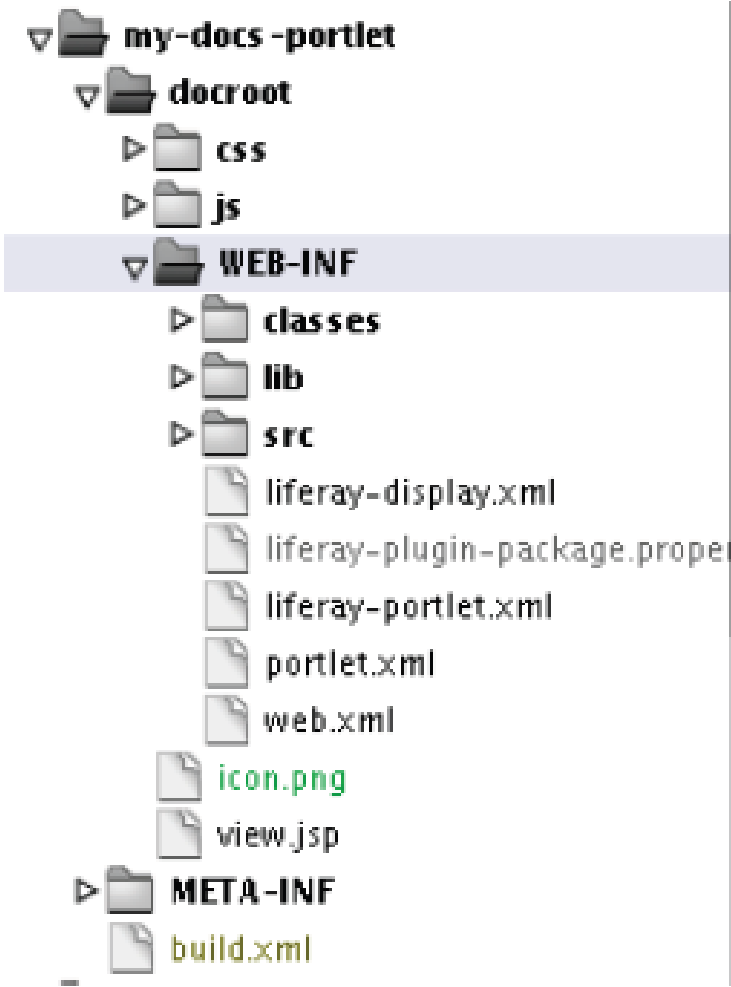 my-docs-portlet
docroot
css
js
WEB-INF
classes
lib
src
liferay-display.xml
liferay-plugin-package.proper
liferay-portlet.xml
portlet.xml
web.xml
icon.png
view.jsp
META-INF
build.xml